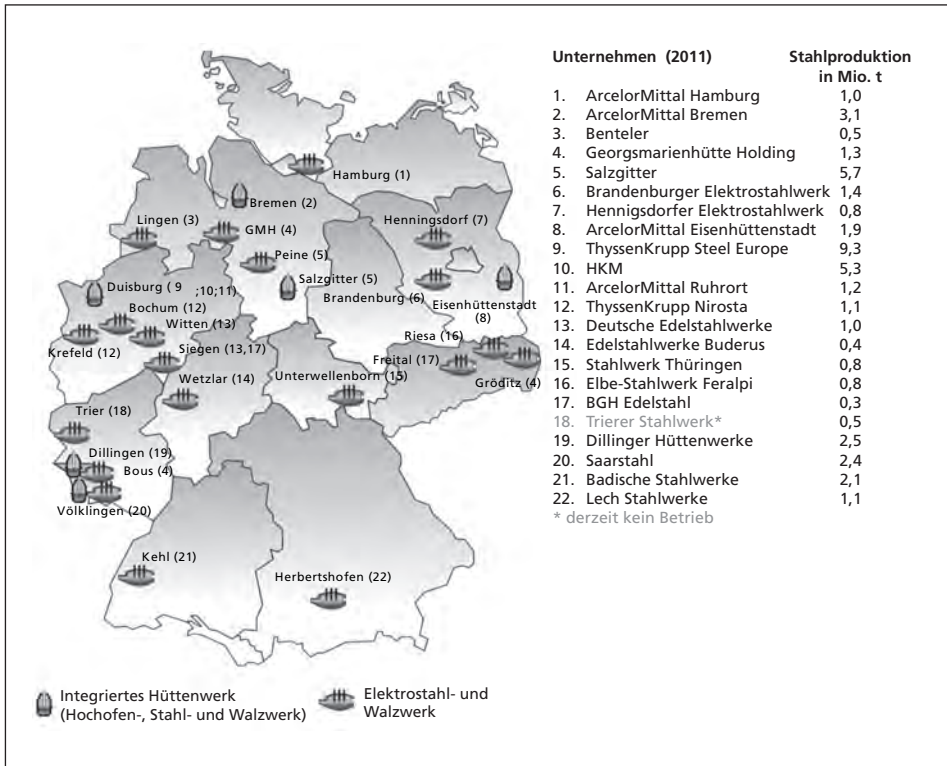 Unternehmen (2011) Stahlproduktion
in Mio. t
1. ArcelorMittal Hamburg 1,0
2. ArcelorMittal Bremen 3,1
3. Benteler 0,5
4. Georgsmarienhütte Holding 1,3
5. Salzgitter 5,7
6. Brandenburger Elektrostahlwerk 1,4
7. Hennigsdorfer Elektrostahlwerk 0,8
8. ArcelorMittal Eisenhüttenstadt 1,9
9. ThyssenKrupp Steel Europe 9,3
10. HKM 5,3
11. ArcelorMittal Ruhrort 1,2
12. ThyssenKrupp Nirosta 1,1
13. Deutsche Edelstahlwerke 1,0
14. Edelstahlwerke Buderus 0,4
15. Stahlwerk Thüringen 0,8
16. Elbe-Stahlwerk Feralpi 0,8
17. BGH Edelstahl 0,3
18. Trierer Stahlwerk* 0,5
19. Dillinger Hüttenwerke 2,5
20. Saarstahl 2,4
21. Badische Stahlwerke 2,1
22. Lech Stahlwerke 1,1
* derzeit kein Betrieb
Hamburg (1)
Bremen (2)
Lingen (3)
GMH (4)
Henningsdorf (7)
Peine (5)
Salzgitter (5)
Duisburg ( 9 ;10;11)
Brandenburg (6)
Eisenhüttenstadt
(8)
Bochum (12)
Witten (13)
Krefeld (12)
Siegen (13,17)
Riesa (16)
Freital (17)
Wetzlar (14)
Unterwellenborn (15)
Gröditz (4)
Trier (18)
Dillingen (19)
Bous (4)
Völklingen (20)
Kehl (21)
Herbertshofen (22)
Integriertes Hüttenwerk
(Hochofen-, Stahl- und Walzwerk)
Elektrostahl- und
Walzwerk